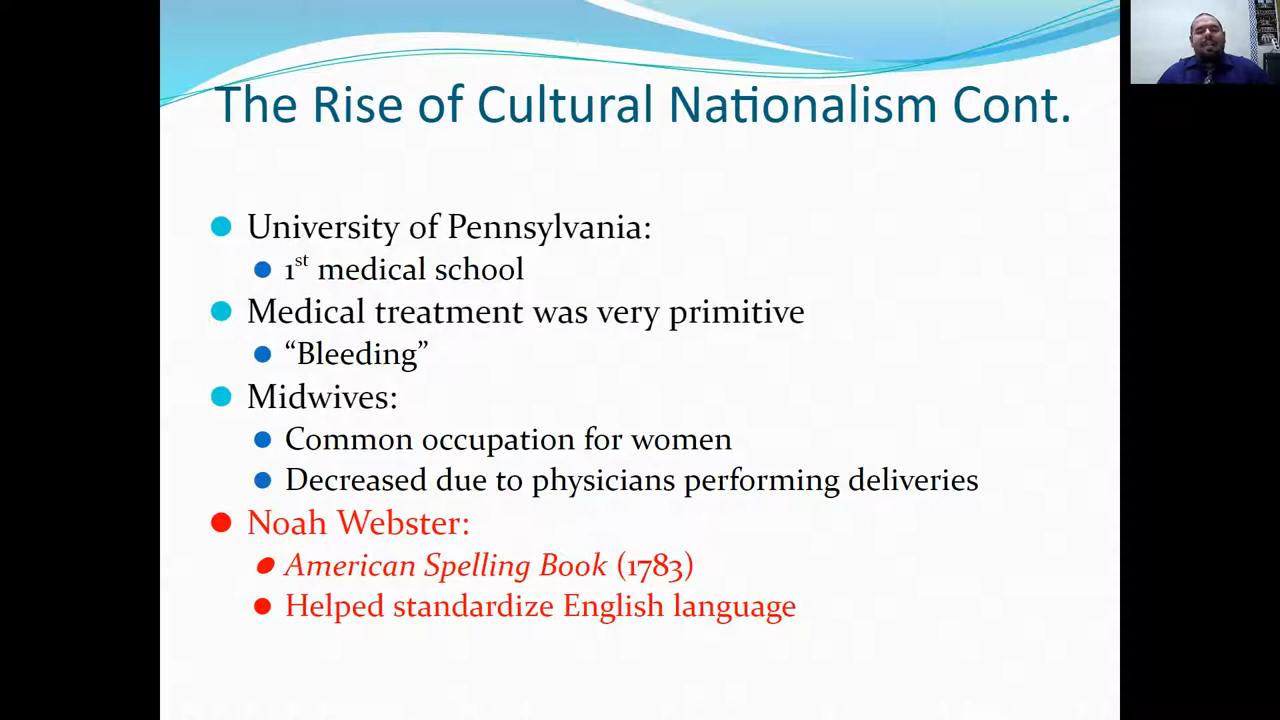 The Rise of Cultural Nationalism Cont.
University of Pennsylvania:
1st medical school
Medical treatment was very primitive
“Bleeding”
Midwives:
Common occupation for women
Decreased due to physicians performing deliveries
Noah Webster:
American Spelling Book (1783)
Helped standardize English language